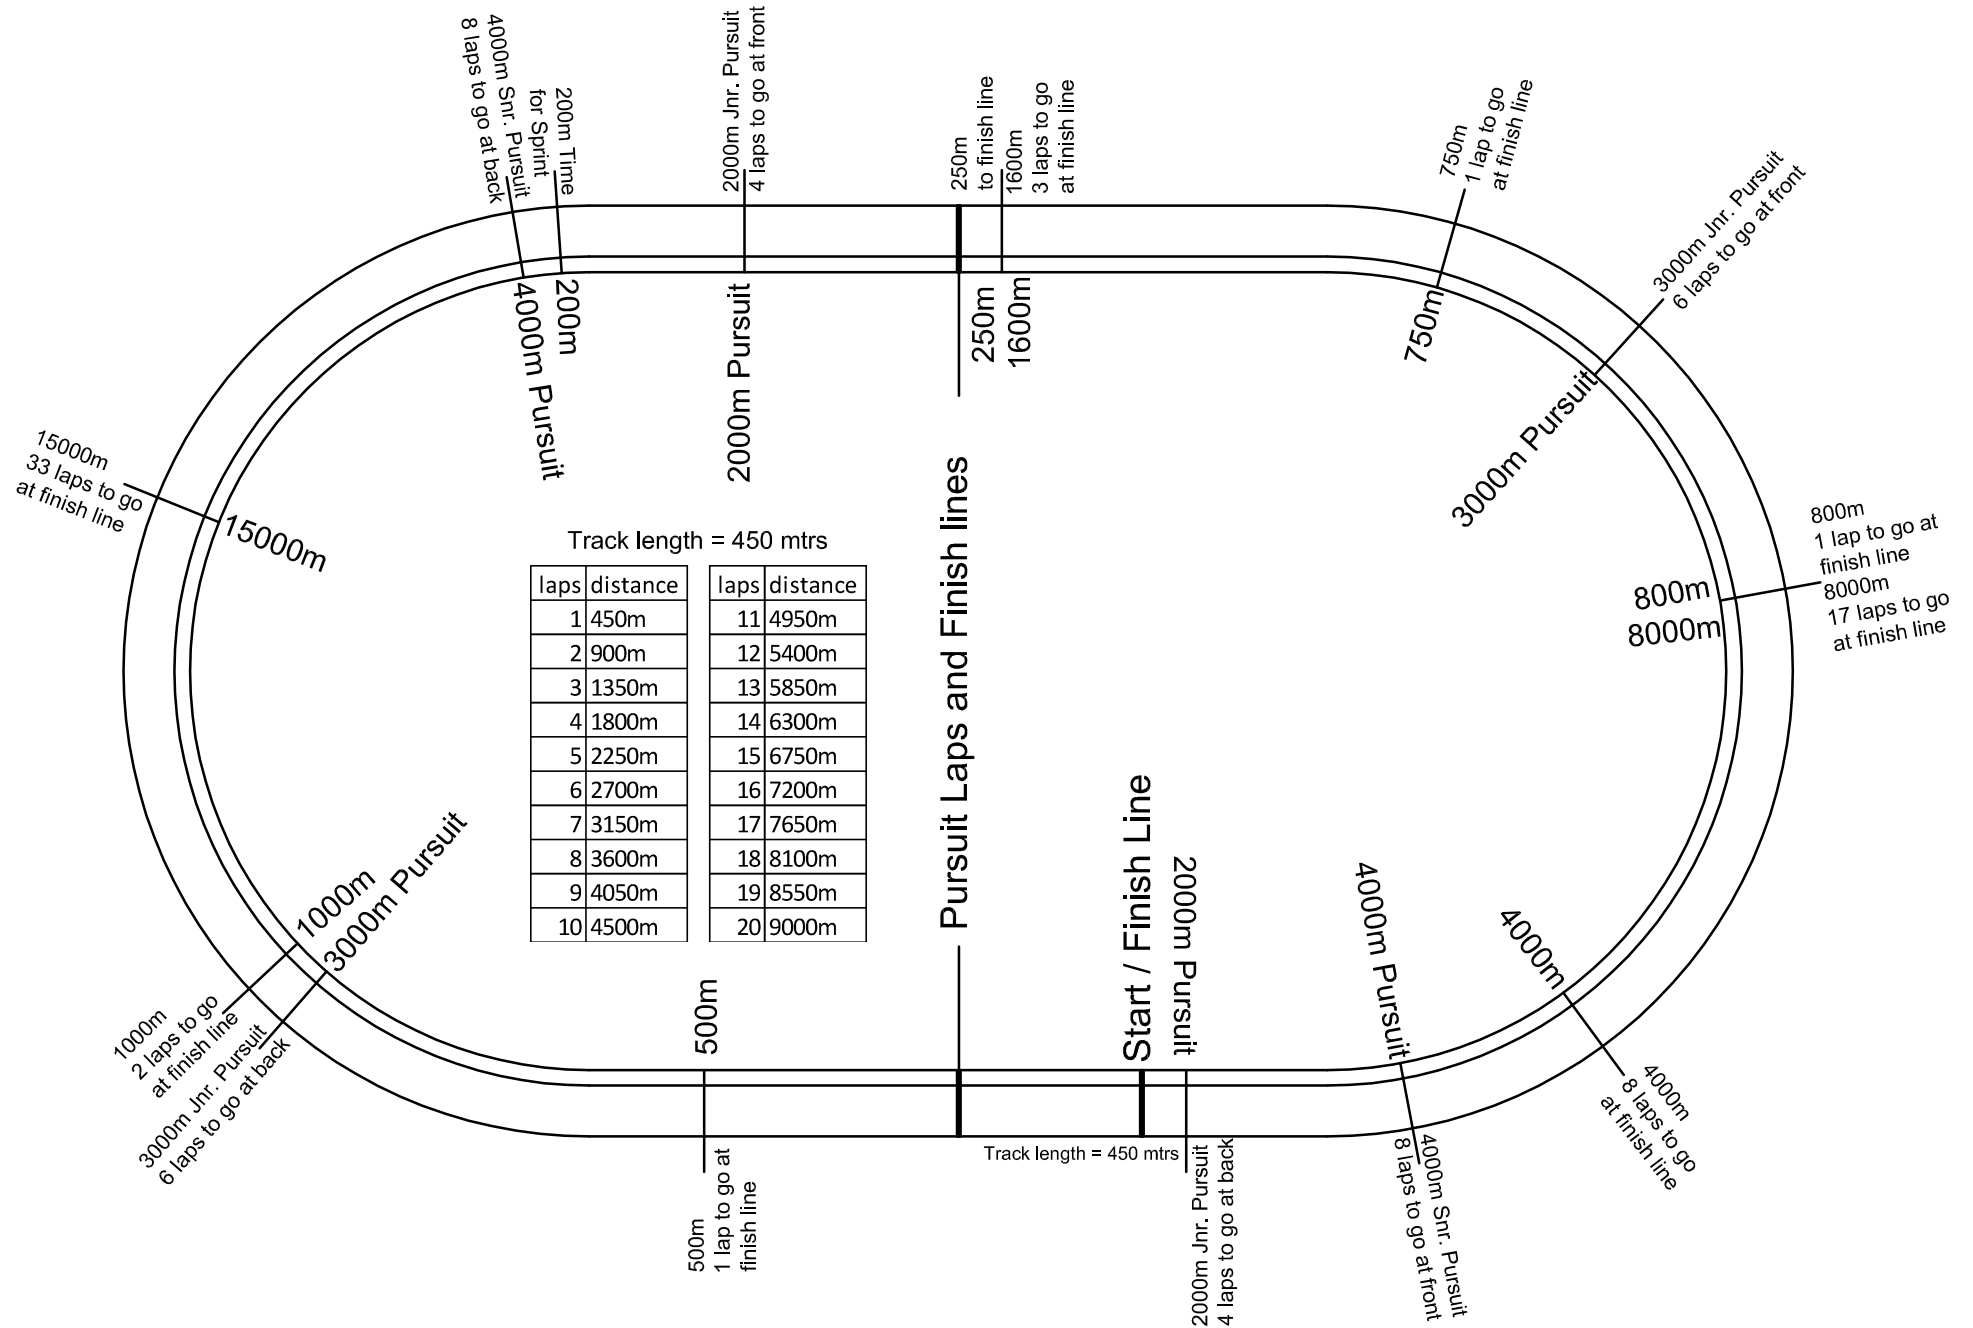 4000m Snr. Pursuit
8 laps to go at back
200m Time
for Sprint
2000m Jnr. Pursuit
4 laps to go at front
250m
to finish line
1600m
3 laps to go
at finish line
750m
1 lap to go
at finish line
3000m Jnr. Pursuit
6 laps to go at front
4000m Pursuit
200m
2000m Pursuit
250m
1600m
750m
3000m Pursuit
15000m
33 laps to go
at finish line
15000m
800m
1 lap to go at
finish line
8000m
17 laps to go
at finish line
800m
8000m
Track length = 450 mtrs
laps distance
1 450m
2 900m
3 1350m
4 1800m
5 2250m
6 2700m
7 3150m
8 3600m
9 4050m
10 4500m
laps distance
11 4950m
12 5400m
13 5850m
14 6300m
15 6750m
16 7200m
17 7650m
18 8100m
19 8550m
20 9000m
Pursuit Laps and Finish lines
Start / Finish Line
2000m Pursuit
4000m Pursuit
4000m
1000m
3000m Pursuit
500m
1000m
2 laps to go
at finish line
3000m Jnr. Pursuit
6 laps to go at back
500m
1 lap to go at
finish line
Track length = 450 mtrs
2000m Jnr. Pursuit
4 laps to go at back
4000m Snr. Pursuit
8 laps to go at front
4000m
8 laps to go
at finish line